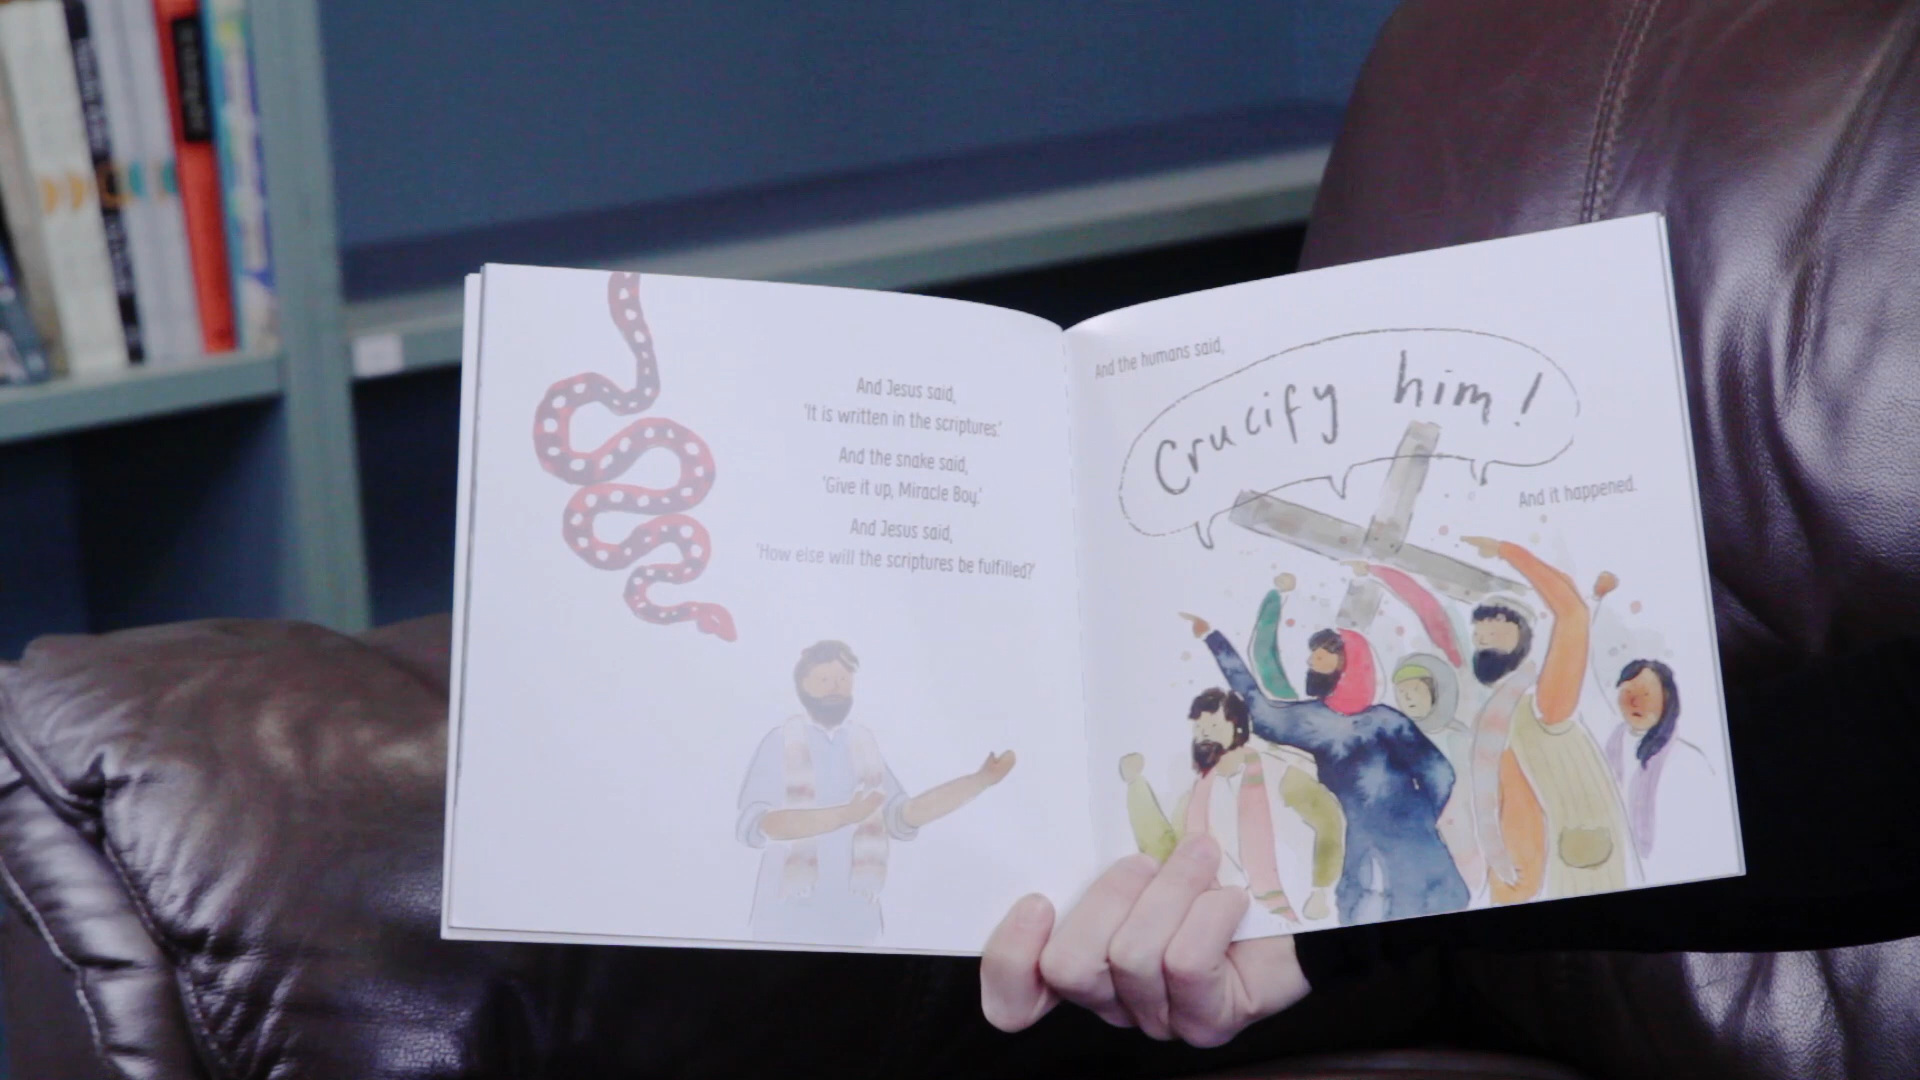 And Jesus said,
'It is written in the scriptures.'
And the snake said,
'Give it up, Miracle Boy.'
And Jesus said,
'How else will the scriptures be fulfilled?'
And the humans said,
Crucify him!
And it happened.